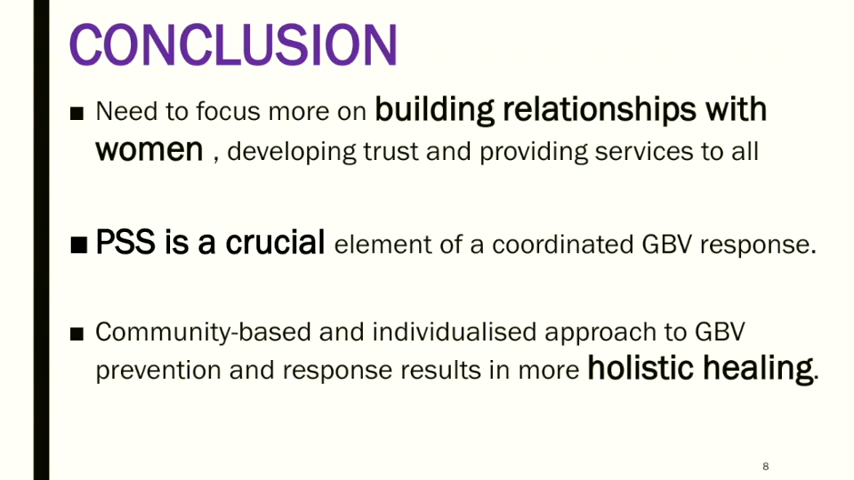 CONCLUSION
■ Need to focus more on building relationships with
women , developing trust and providing services to all
■ PSS is a crucial element of a coordinated GBV response.
■ Community-based and individualised approach to GBV
prevention and response results in more holistic healing.
8